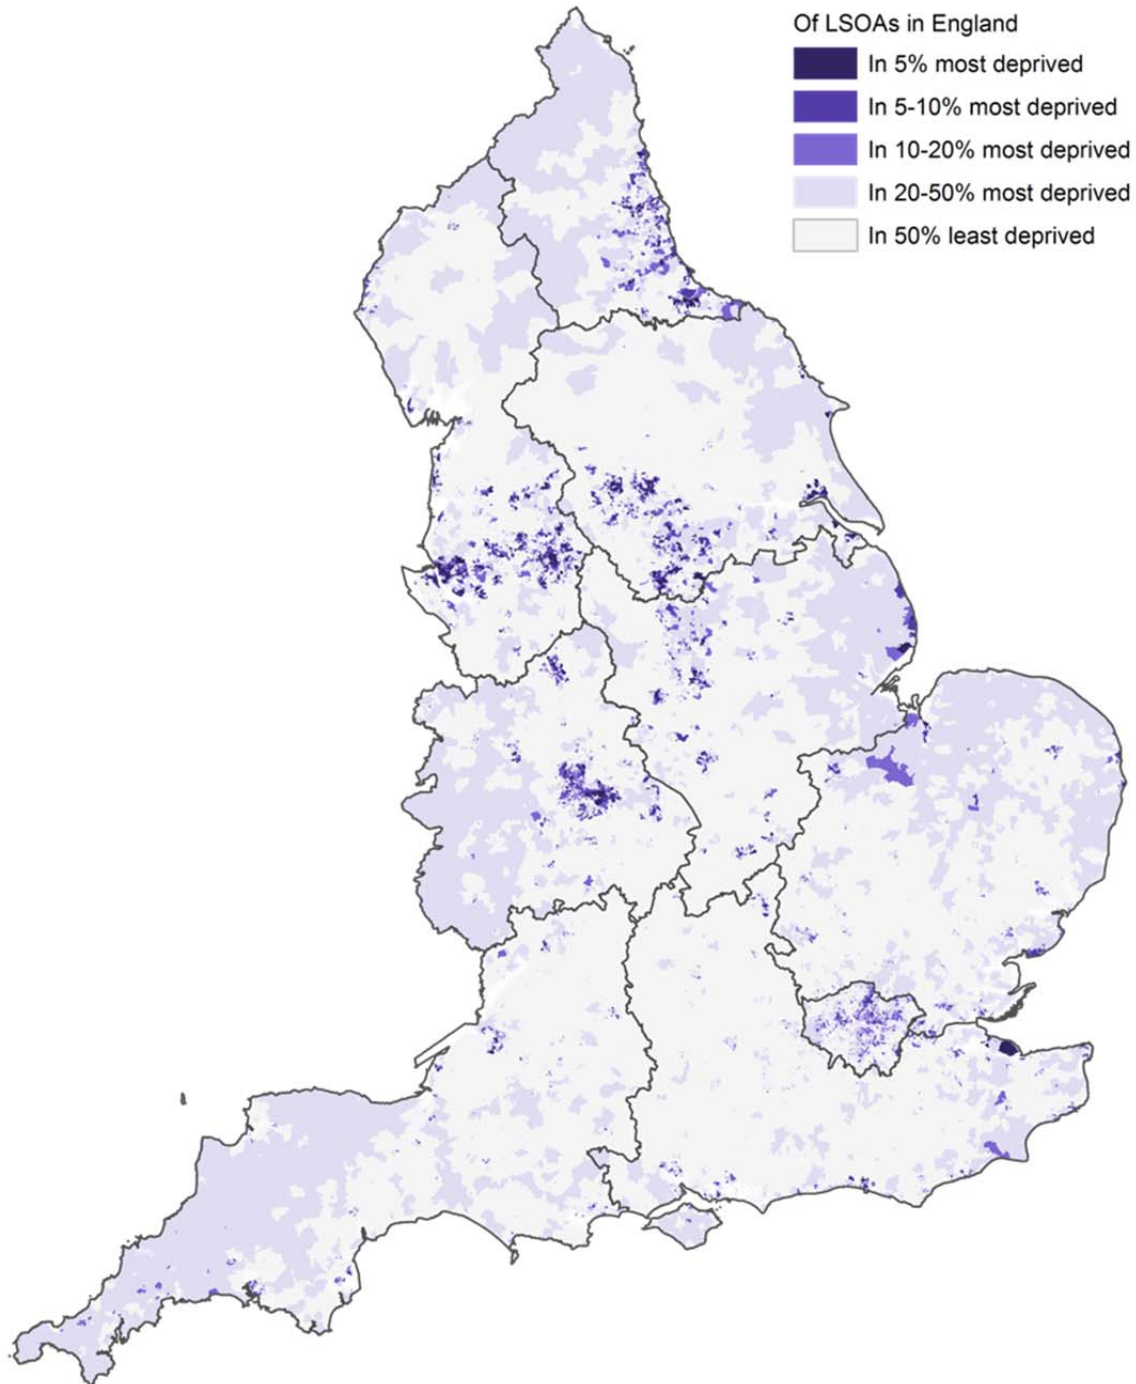 Of LSOAs in England
In 5% most deprived
In 5-10% most deprived
In 10-20% most deprived
In 20-50% most deprived
In 50% least deprived